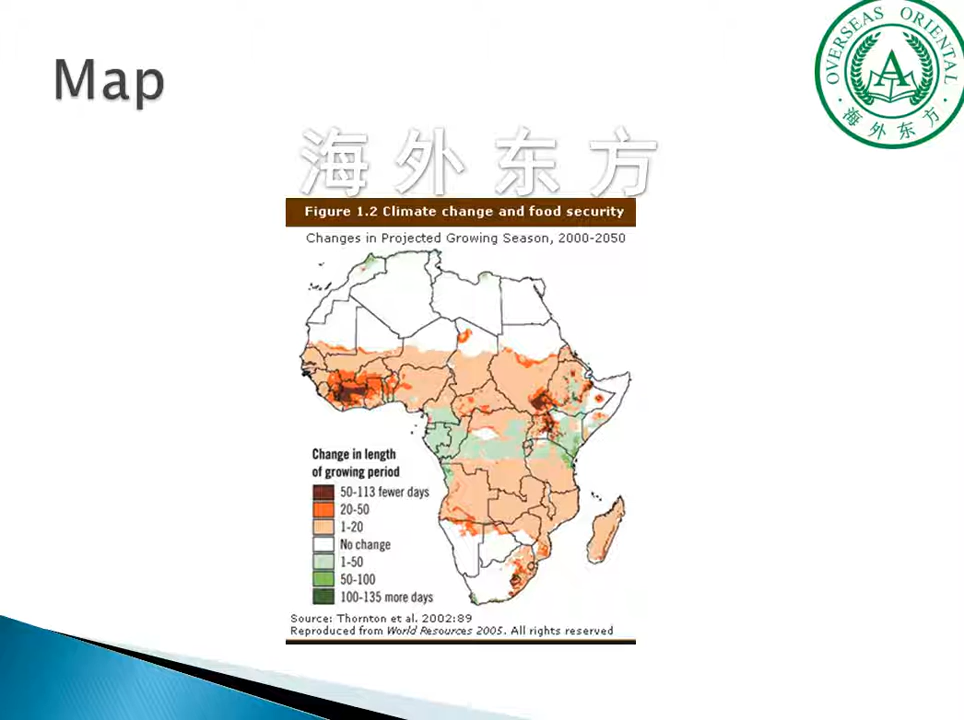 Map
OVERSEAS ORIENTAL
A
·海外东方·
海外东方
Figure 1.2 Climate change and food security
Changes in Projected Growing Season, 2000-2050
Change in length
of growing period
50-113 fewer days
20-50
1-20
No change
1-50
50-100
100-135 more days
Source: Thornton et al. 2002:89
Reproduced from World Resources 2005. All rights reserved